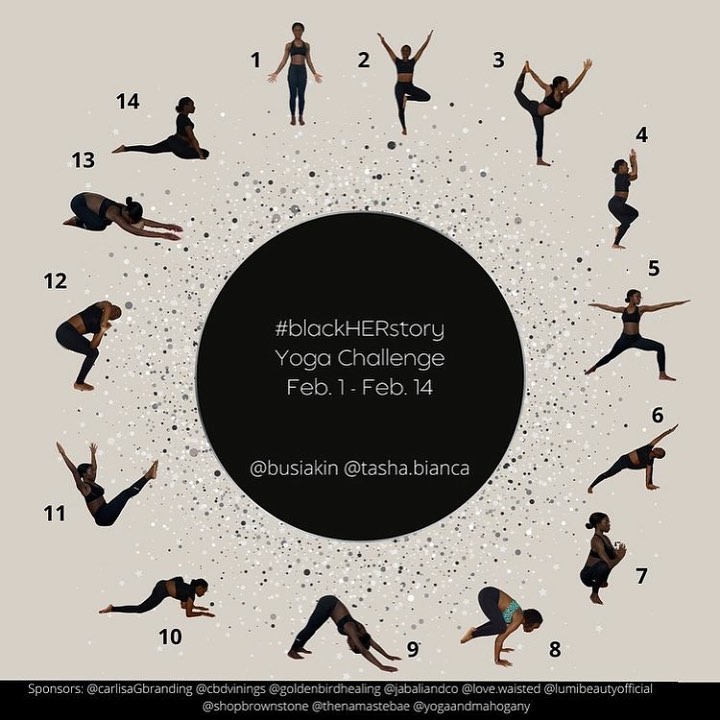 1
2
3
4
5
6
7
8
9
10
11
12
13
14
#blackHERstory
Yoga Challenge
Feb. 1 - Feb. 14
@busiakin @tasha.bianca
Sponsors: @carlisaGbranding @cbdvinings @goldenbirdhealing @jabaliandco @love.waisted @lumibeautyofficial
@shopbrownstone @thenamastebae @yogaandmahogany